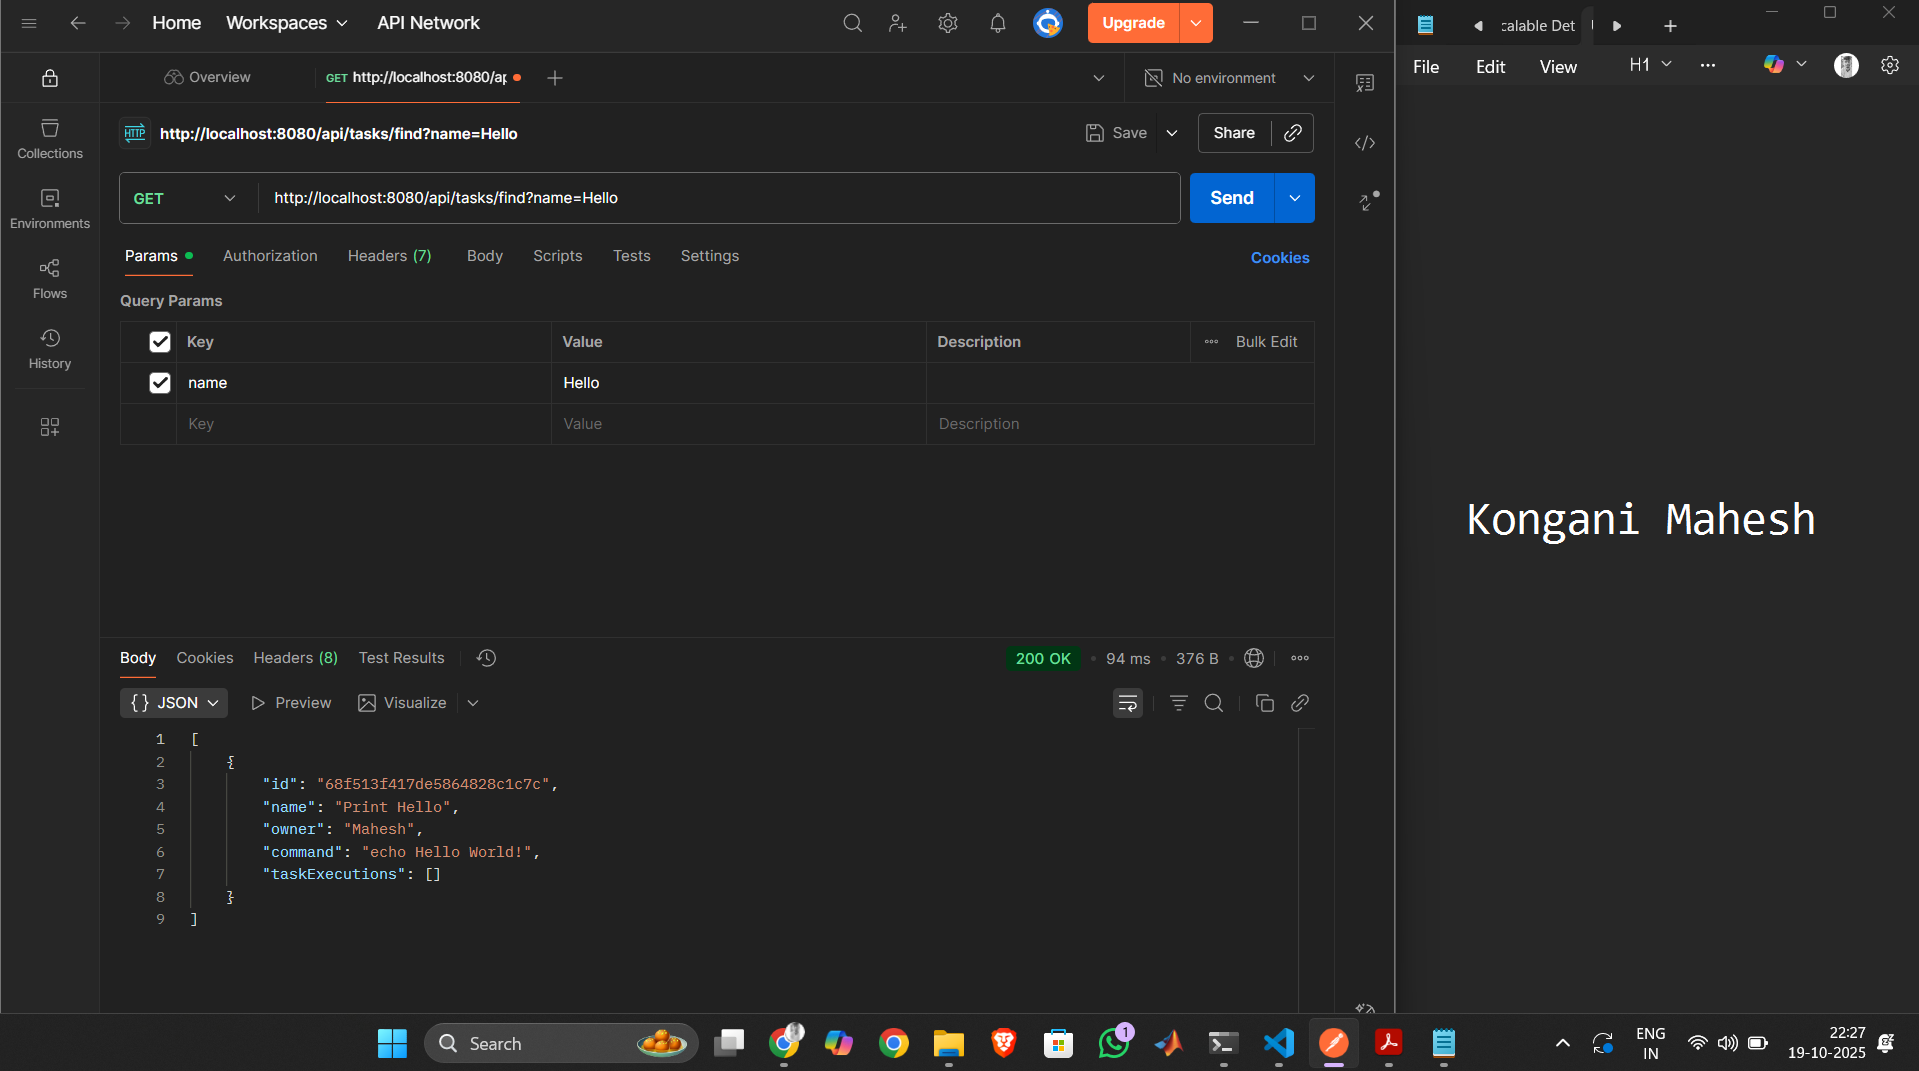 Home Workspaces API Network Upgrade
Overview GET http://localhost:8080/ap No environment
HTTP http://localhost:8080/api/tasks/find?name=Hello Save Share
GET http://localhost:8080/api/tasks/find?name=Hello Send
Params Authorization Headers (7) Body Scripts Tests Settings Cookies
Query Params
Key Value Description Bulk Edit
name Hello
Key Value Description
Collections
Environments
Flows
History
Body Cookies Headers (8) Test Results 200 OK • 94 ms • 376 B •
{} JSON Preview Visualize
1 [
2 {
3 "id": "68f513f417de5864828c1c7c",
4 "name": "Print Hello",
5 "owner": "Mahesh",
6 "command": "echo Hello World!",
7 "taskExecutions": []
8 }
9 ]
calable Det
File Edit View H1
Kongani Mahesh
Search 1 ENG 22:27
IN 19-10-2025